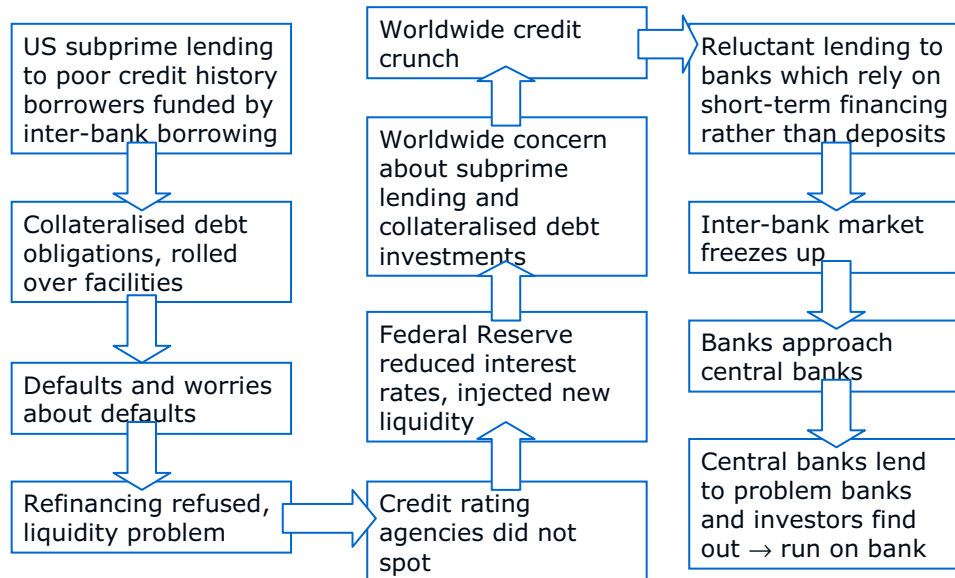 US subprime lending
to poor credit history
borrowers funded by
inter-bank borrowing
Collateralised debt
obligations, rolled
over facilities
Defaults and worries
about defaults
Refinancing refused,
liquidity problem
Credit rating
agencies did not
spot
Federal Reserve
reduced interest
rates, injected new
liquidity
Worldwide concern
about subprime
lending and
collateralised debt
investments
Worldwide credit
crunch
Reluctant lending to
banks which rely on
short-term financing
rather than deposits
Inter-bank market
freezes up
Banks approach
central banks
Central banks lend
to problem banks
and investors find
out → run on bank